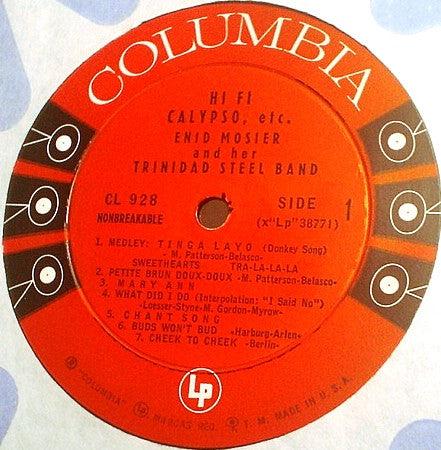 COLUMBIA
HI FI
CALYPSO, etc.
ENID MOSIER
and her
TRINIDAD STEEL BAND
CL 928
NONBREAKABLE
SIDE 1
(x"Lp"38771)
1. MEDLEY: TINGA LAYO (Donkey Song)
- M. Patterson-Belasco-
SWEETHEARTS TRA-LA-LA-LA
2. PETITE BRUN DOUX-DOUX - M. Patterson-Belasco-
3. MARY ANN
4. WHAT DID I DO (Interpolation: "I Said No")
-Loesser-Styne-M. Gordon-Myrow-
5. CHANT SONG
6. BUDS WON'T BUD -Harburg-Arlen-
7. CHEEK TO CHEEK -Berlin-
Lp
® "COLUMBIA" Lp MARCAS REG. ® T. M. MADE IN U. S. A.